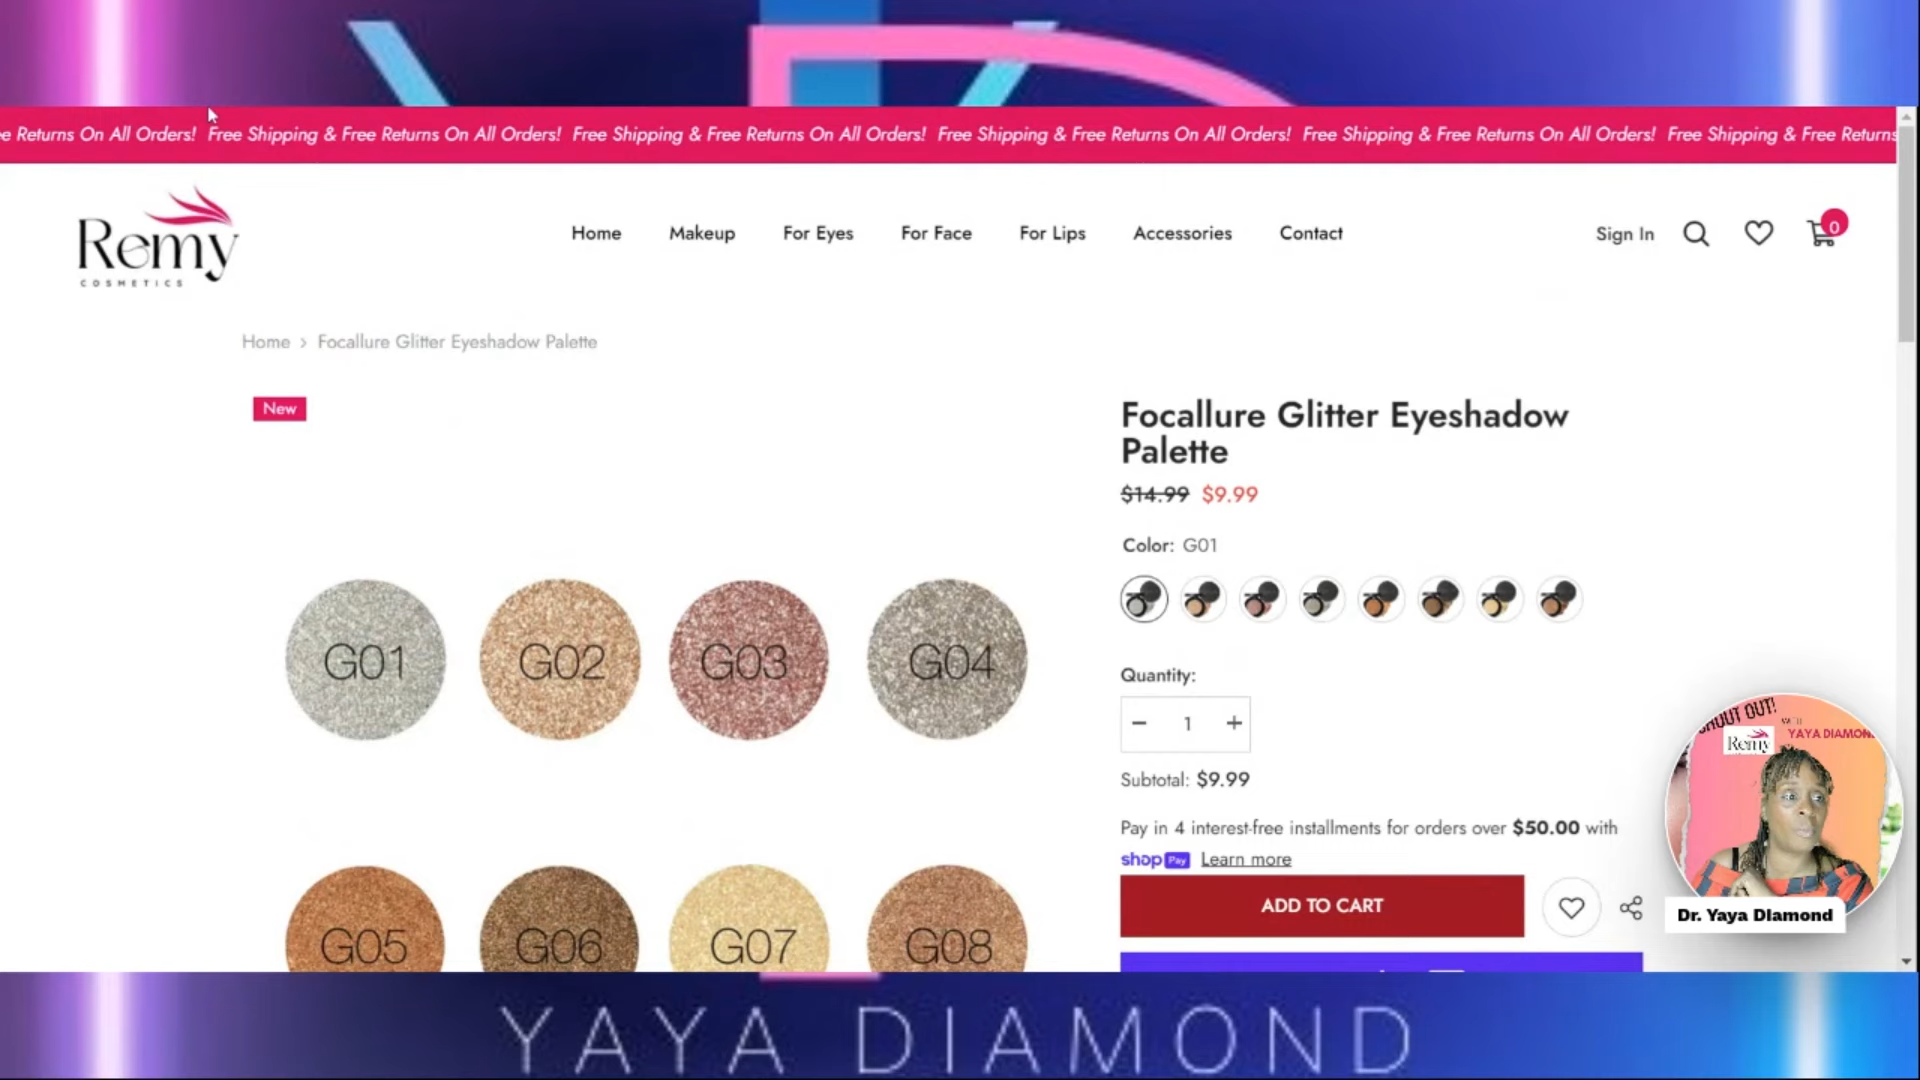 e Returns On All Orders! Free Shipping & Free Returns On All Orders! Free Shipping & Free Returns On All Orders! Free Shipping & Free Returns On All Orders! Free Shipping & Free Returns On All Orders! Free Shipping & Free Returns
Remy
COSMETICS
Home Makeup For Eyes For Face For Lips Accessories Contact
Sign In
0
Home > Focallure Glitter Eyeshadow Palette
New
Focallure Glitter Eyeshadow
Palette
$14.99 $9.99
Color: G01
G01 G02 G03 G04
Quantity:
− 1 +
Subtotal: $9.99
Pay in 4 interest-free installments for orders over $50.00 with
shop Pay Learn more
ADD TO CART
G05 G06 G07 G08
SHOUT OUT!
WITH
YAYA DIAMON
Remy
Dr. Yaya DIamond
YAYA DIAMOND